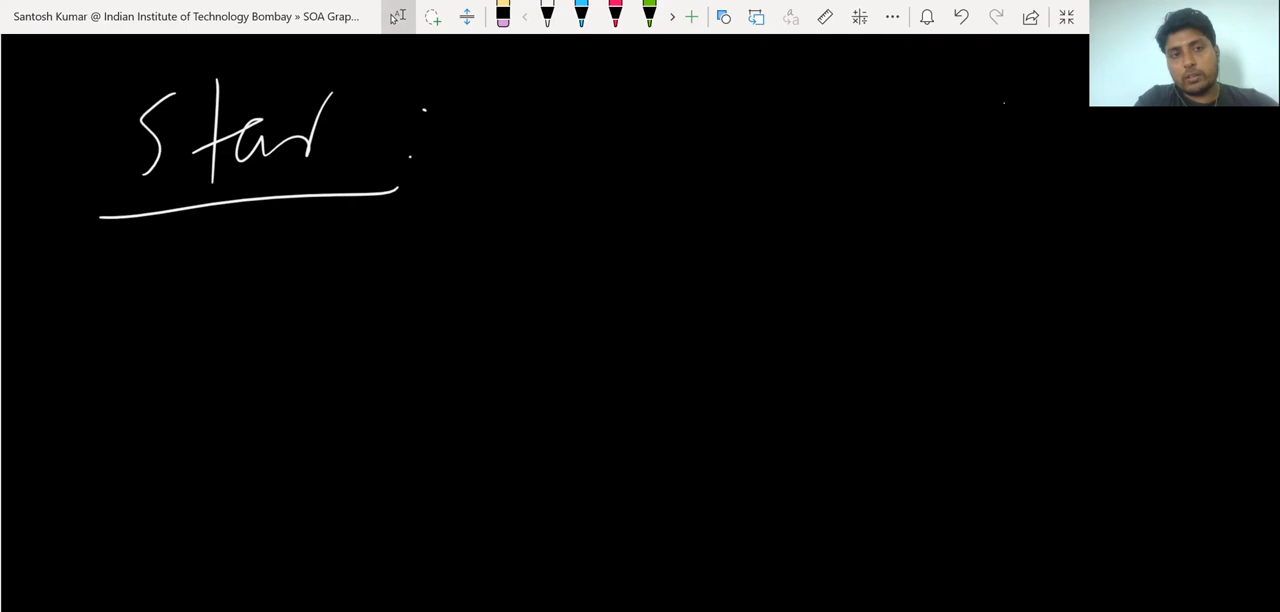 Santosh Kumar @ Indian Institute of Technology Bombay » SOA Grap...
Star :